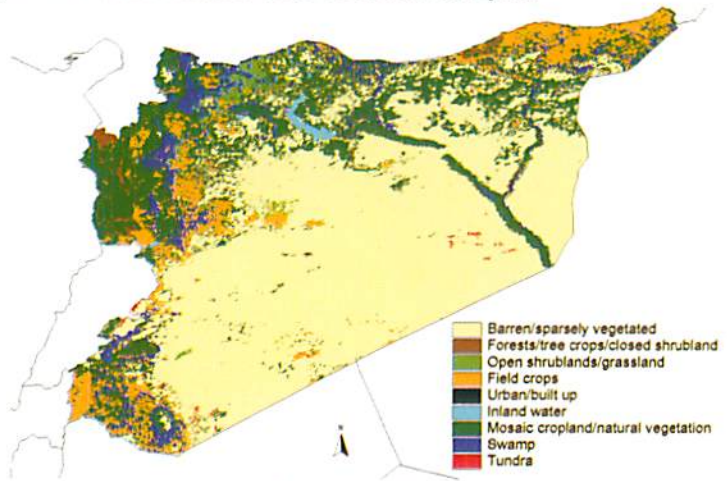 Barren/sparsely vegetated
Forests/tree crops/closed shrubland
Open shrublands/grassland
Field crops
Urban/built up
Inland water
Mosaic cropland/natural vegetation
Swamp
Tundra
N